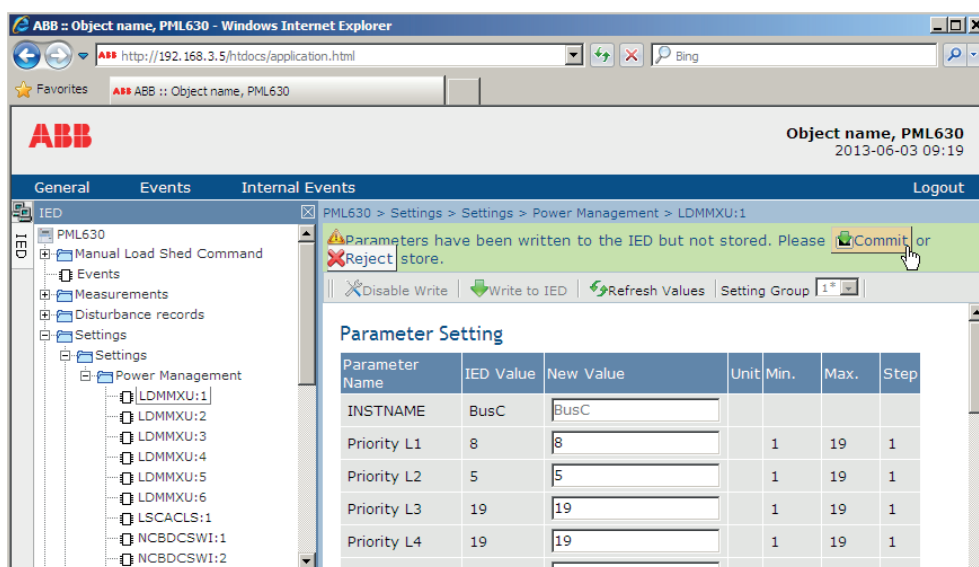 ABB :: Object name, PML630 - Windows Internet Explorer
ABB http://192.168.3.5/htdocs/application.html
Bing
Favorites ABB ABB :: Object name, PML630
ABB
Object name, PML630
2013-06-03 09:19
General Events Internal Events Logout
IED
IED
PML630
Manual Load Shed Command
Events
Measurements
Disturbance records
Settings
Settings
Power Management
LDMMXU:1
LDMMXU:2
LDMMXU:3
LDMMXU:4
LDMMXU:5
LDMMXU:6
LSCACLS:1
NCBDCSWI:1
NCBDCSWI:2
PML630 > Settings > Settings > Power Management > LDMMXU:1
Parameters have been written to the IED but not stored. Please Commit or
Reject store.
Disable Write Write to IED Refresh Values Setting Group 1*
Parameter Setting
Parameter Name IED Value New Value Unit Min. Max. Step
INSTNAME BusC BusC
Priority L1 8 8 1 19 1
Priority L2 5 5 1 19 1
Priority L3 19 19 1 19 1
Priority L4 19 19 1 19 1